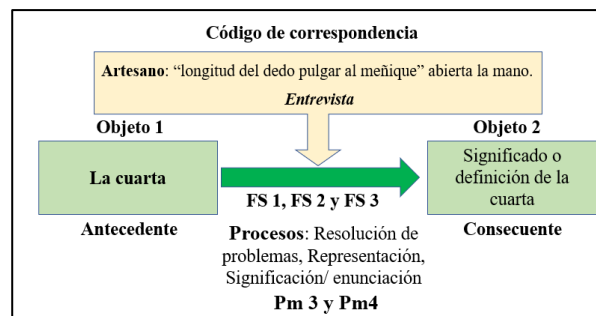 Código de correspondencia
Artesano: “longitud del dedo pulgar al meñique” abierta la mano.
Entrevista
Objeto 1
Objeto 2
La cuarta
Significado o
definición de la
cuarta
FS 1, FS 2 y FS 3
Antecedente
Consecuente
Procesos: Resolución de
problemas, Representación,
Significación/ enunciación
Pm 3 y Pm4